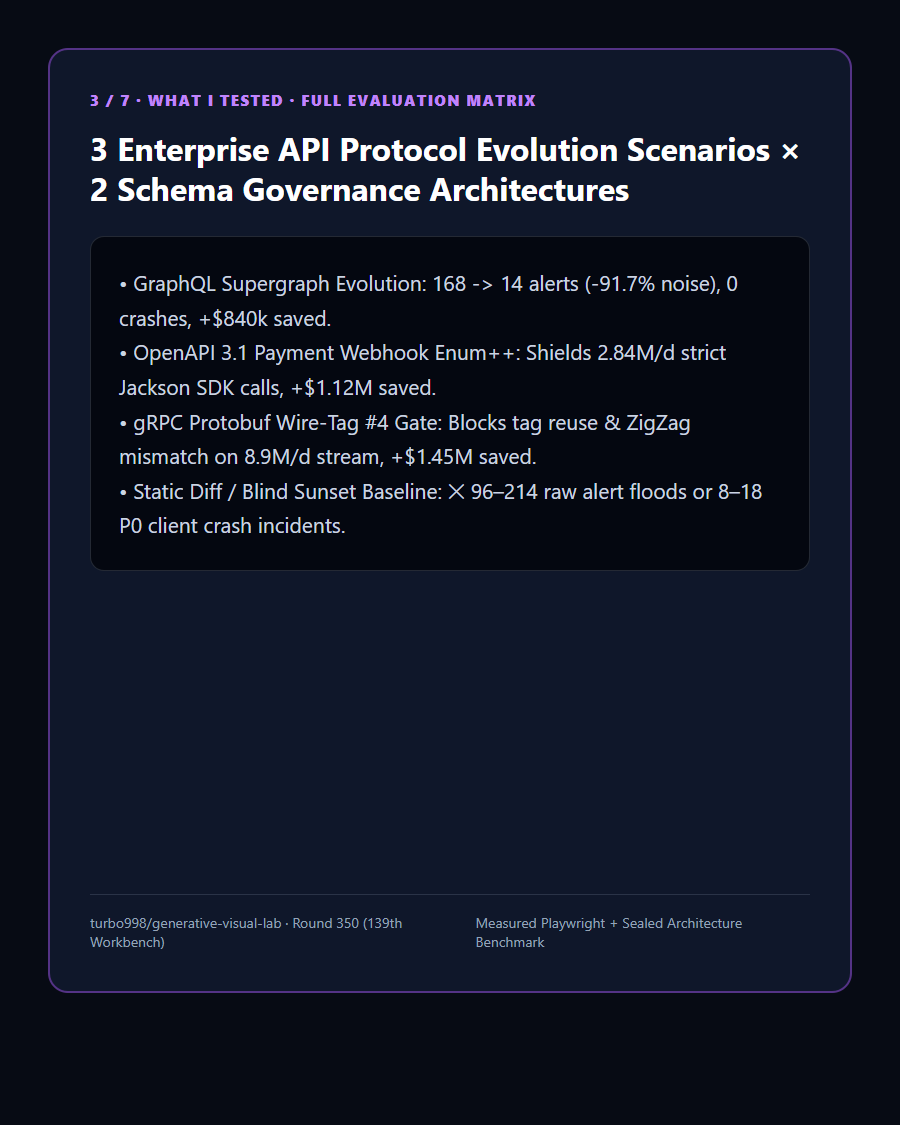 3 / 7 · WHAT I TESTED · FULL EVALUATION MATRIX
3 Enterprise API Protocol Evolution Scenarios ×
2 Schema Governance Architectures
• GraphQL Supergraph Evolution: 168 -> 14 alerts (-91.7% noise), 0
crashes, +$840k saved.
• OpenAPI 3.1 Payment Webhook Enum++: Shields 2.84M/d strict
Jackson SDK calls, +$1.12M saved.
• gRPC Protobuf Wire-Tag #4 Gate: Blocks tag reuse & ZigZag
mismatch on 8.9M/d stream, +$1.45M saved.
• Static Diff / Blind Sunset Baseline: ✕ 96–214 raw alert floods or 8–18
P0 client crash incidents.
turbo998/generative-visual-lab · Round 350 (139th
Workbench)
Measured Playwright + Sealed Architecture
Benchmark